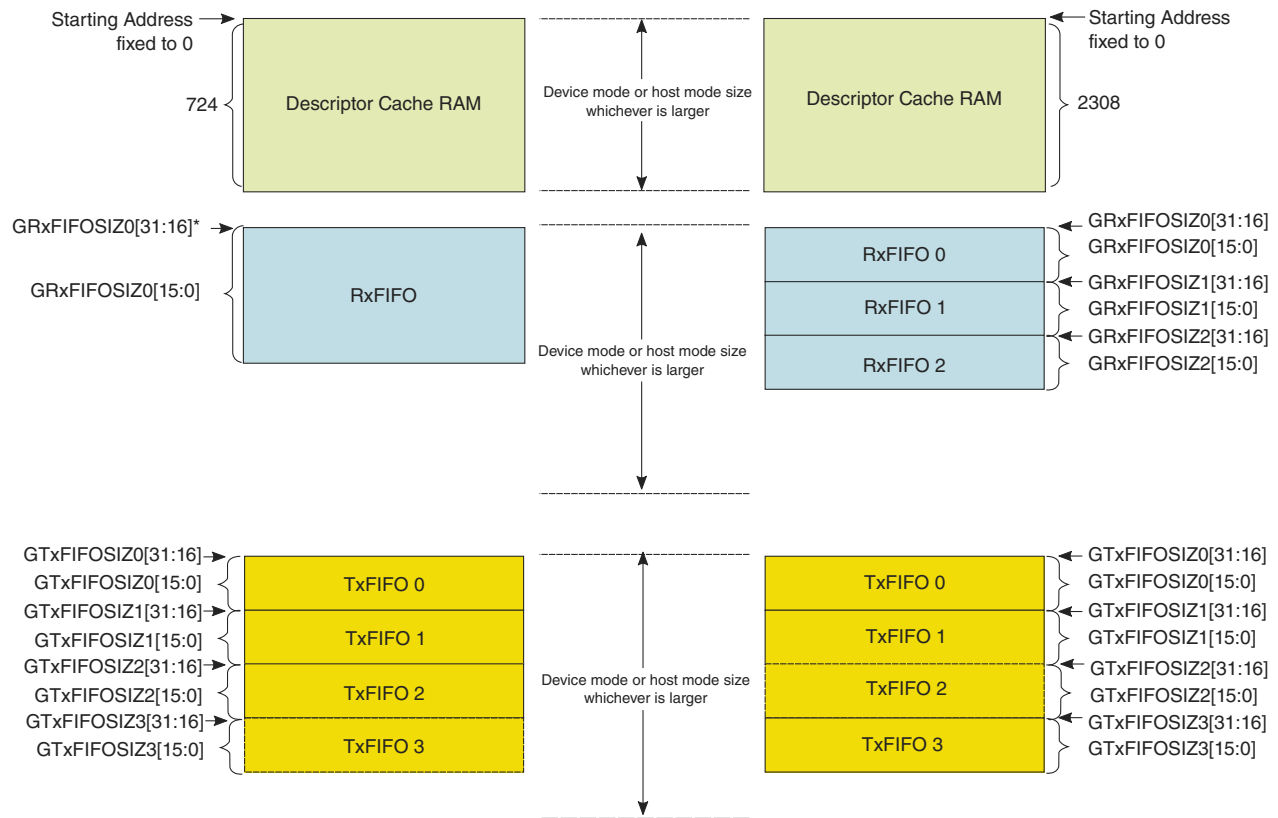 Starting Address
fixed to 0
724
Descriptor Cache RAM
Device mode or host mode size
whichever is larger
Descriptor Cache RAM
Starting Address
fixed to 0
2308
GRxFIFOSIZ0[31:16]*
GRxFIFOSIZ0[15:0]
RxFIFO
Device mode or host mode size
whichever is larger
RxFIFO 0
RxFIFO 1
RxFIFO 2
GRxFIFOSIZ0[31:16]
GRxFIFOSIZ0[15:0]
GRxFIFOSIZ1[31:16]
GRxFIFOSIZ1[15:0]
GRxFIFOSIZ2[31:16]
GRxFIFOSIZ2[15:0]
GTxFIFOSIZ0[31:16]
GTxFIFOSIZ0[15:0]
GTxFIFOSIZ1[31:16]
GTxFIFOSIZ1[15:0]
GTxFIFOSIZ2[31:16]
GTxFIFOSIZ2[15:0]
GTxFIFOSIZ3[31:16]
GTxFIFOSIZ3[15:0]
TxFIFO 0
TxFIFO 1
TxFIFO 2
TxFIFO 3
Device mode or host mode size
whichever is larger
TxFIFO 0
TxFIFO 1
TxFIFO 2
TxFIFO 3
GTxFIFOSIZ0[31:16]
GTxFIFOSIZ0[15:0]
GTxFIFOSIZ1[31:16]
GTxFIFOSIZ1[15:0]
GTxFIFOSIZ2[31:16]
GTxFIFOSIZ2[15:0]
GTxFIFOSIZ3[31:16]
GTxFIFOSIZ3[15:0]